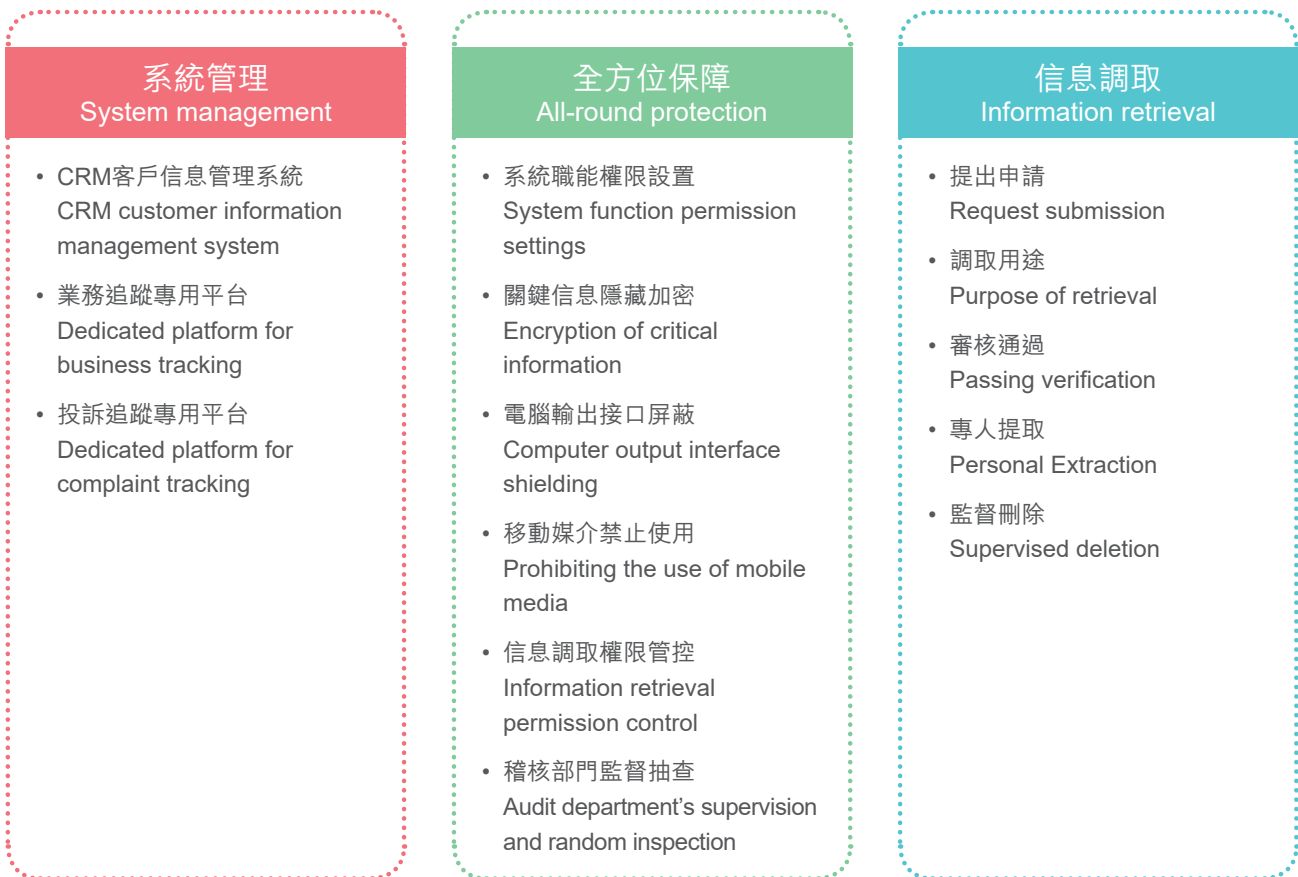 系統管理
System management
• CRM客戶信息管理系統
CRM customer information
management system
• 業務追蹤專用平台
Dedicated platform for
business tracking
• 投訴追蹤專用平台
Dedicated platform for
complaint tracking
全方位保障
All-round protection
• 系統職能權限設置
System function permission
settings
• 關鍵信息隱藏加密
Encryption of critical
information
• 電腦輸出接口屏蔽
Computer output interface
shielding
• 移動媒介禁止使用
Prohibiting the use of mobile
media
• 信息調取權限管控
Information retrieval
permission control
• 稽核部門監督抽查
Audit department’s supervision
and random inspection
信息調取
Information retrieval
• 提出申請
Request submission
• 調取用途
Purpose of retrieval
• 審核通過
Passing verification
• 專人提取
Personal Extraction
• 監督刪除
Supervised deletion